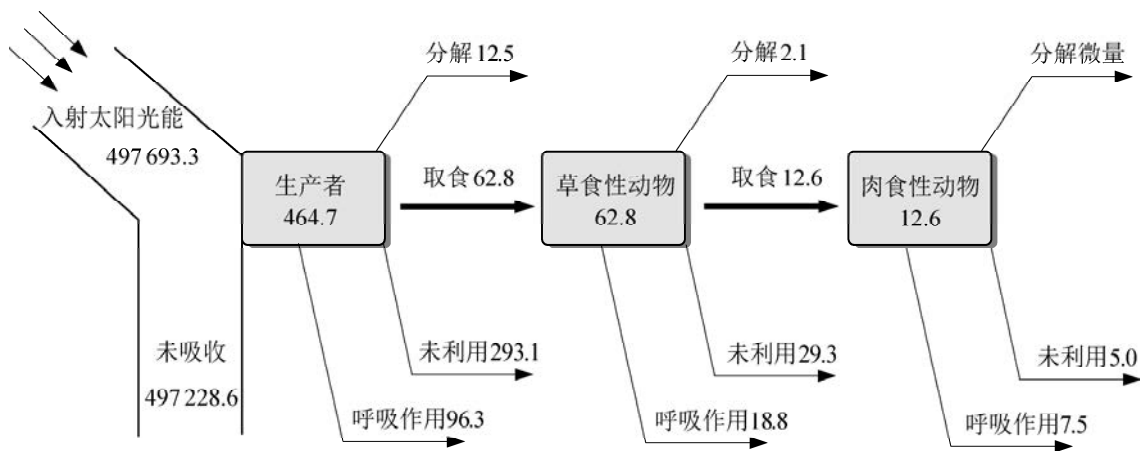 分解12.5
分解2.1
分解微量
入射太阳光能
497 693.3
生产者
464.7
取食62.8
草食性动物
62.8
取食12.6
肉食性动物
12.6
未吸收
497 228.6
未利用293.1
未利用29.3
未利用5.0
呼吸作用96.3
呼吸作用18.8
呼吸作用7.5